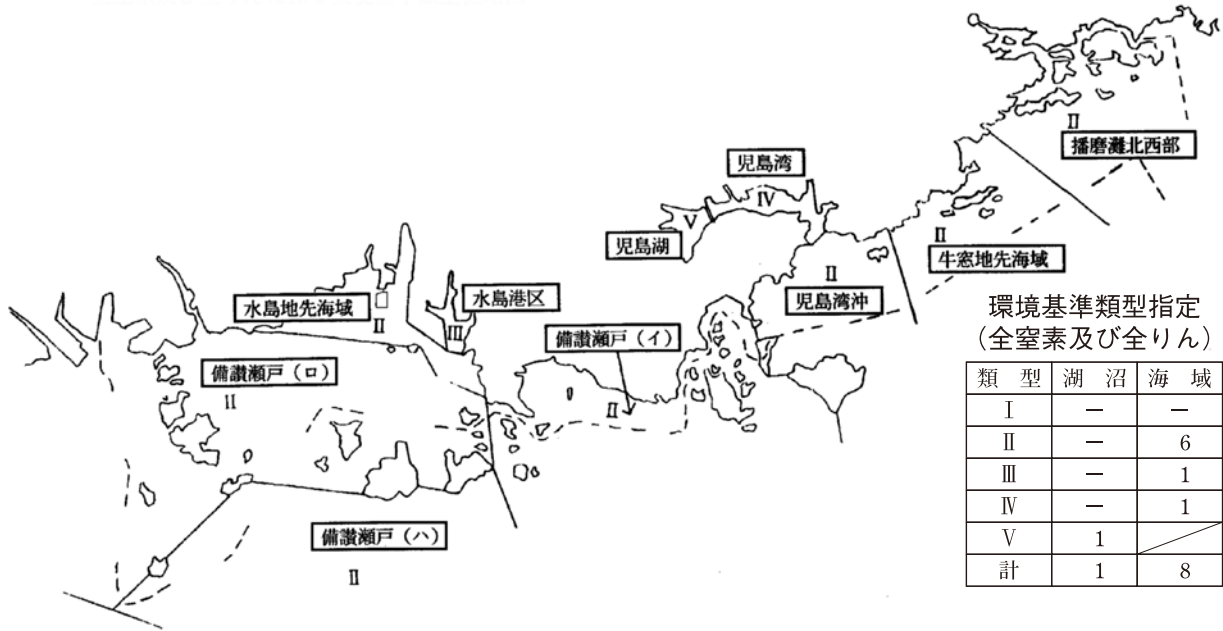 II
播磨灘北西部
児島湾
IV
V
児島湖
II
牛窓地先海域
II
児島湾沖
水島港区
水島地先海域
II
III
備讃瀬戸（イ）
II
備讃瀬戸（ロ）
II
備讃瀬戸（ハ）
II
環境基準類型指定
（全窒素及び全りん）
類　型 湖　沼 海　域
Ⅰ － －
Ⅱ － 6
Ⅲ － 1
Ⅳ － 1
Ⅴ 1
計 1 8